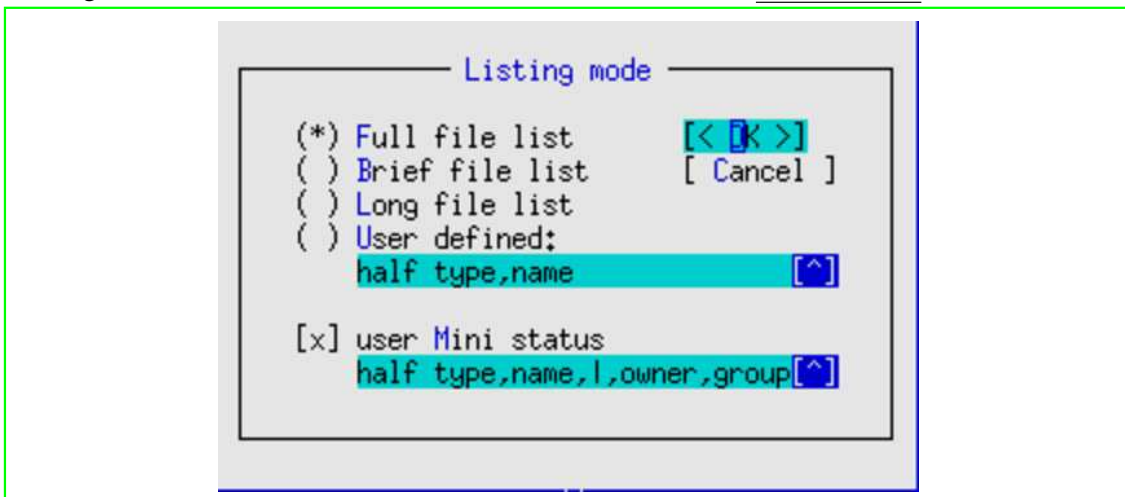 Listing mode
(*) Full file list [< OK >]
( ) Brief file list [ Cancel ]
( ) Long file list
( ) User defined:
half type,name [^]
[x] user Mini status
half type,name,|,owner,group[^]